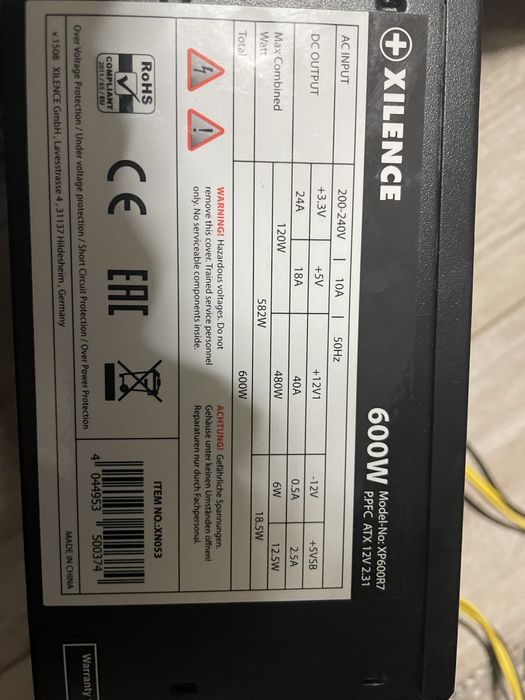 XILENCE
600W
Model-No: XP600R7
P.PFC ATX 12V 2.31
AC INPUT 200-240V | 10A | 50Hz
DC OUTPUT +3.3V +5V +12V1 -12V +5VSB
24A 18A 40A 0.5A 2.5A
Max Combined Watt 120W 480W 6W 12.5W
582W 18.5W
Total 600W
WARNING! Hazardous voltages. Do not
remove this cover. Trained service personnel
only. No serviceable components inside.
ACHTUNG! Gefährliche Spannungen.
Gehäuse unter keinen Umständen öffnen!
Reparaturen nur durch Fachpersonal.
RoHS
COMPLIANT
2011/65/EU
CE
EAC
ITEM NO.:XN053
4 044953 500374
Over Voltage Protection / Under voltage protection / Short Circuit Protection / Over Power Protection
v.1508 XILENCE GmbH, Lavesstrasse 4, 31137 Hildesheim, Germany
MADE IN CHINA
Warranty